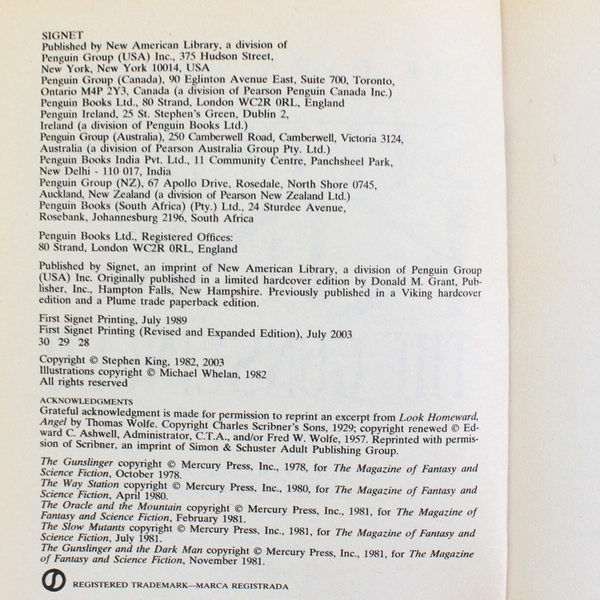 SIGNET
Published by New American Library, a division of
Penguin Group (USA) Inc., 375 Hudson Street,
New York, New York 10014, USA
Penguin Group (Canada), 90 Eglinton Avenue East, Suite 700, Toronto,
Ontario M4P 2Y3, Canada (a division of Pearson Penguin Canada Inc.)
Penguin Books Ltd., 80 Strand, London WC2R 0RL, England
Penguin Ireland, 25 St. Stephen's Green, Dublin 2,
Ireland (a division of Penguin Books Ltd.)
Penguin Group (Australia), 250 Camberwell Road, Camberwell, Victoria 3124,
Australia (a division of Pearson Australia Group Pty. Ltd.)
Penguin Books India Pvt. Ltd., 11 Community Centre, Panchsheel Park,
New Delhi - 110 017, India
Penguin Group (NZ), 67 Apollo Drive, Rosedale, North Shore 0745,
Auckland, New Zealand (a division of Pearson New Zealand Ltd.)
Penguin Books (South Africa) (Pty.) Ltd., 24 Sturdee Avenue,
Rosebank, Johannesburg 2196, South Africa
Penguin Books Ltd., Registered Offices:
80 Strand, London WC2R 0RL, England
Published by Signet, an imprint of New American Library, a division of Penguin Group
(USA) Inc. Originally published in a limited hardcover edition by Donald M. Grant, Pub-
lisher, Inc., Hampton Falls, New Hampshire. Previously published in a Viking hardcover
edition and a Plume trade paperback edition.
First Signet Printing, July 1989
First Signet Printing (Revised and Expanded Edition), July 2003
30 29 28
Copyright © Stephen King, 1982, 2003
Illustrations copyright © Michael Whelan, 1982
All rights reserved
ACKNOWLEDGMENTS
Grateful acknowledgment is made for permission to reprint an excerpt from Look Homeward,
Angel by Thomas Wolfe. Copyright Charles Scribner's Sons, 1929; copyright renewed © Ed-
ward C. Ashwell, Administrator, C.T.A., and/or Fred W. Wolfe, 1957. Reprinted with permis-
sion of Scribner, an imprint of Simon & Schuster Adult Publishing Group.
The Gunslinger copyright © Mercury Press, Inc., 1978, for The Magazine of Fantasy and
Science Fiction, October 1978.
The Way Station copyright © Mercury Press, Inc., 1980, for The Magazine of Fantasy and
Science Fiction, April 1980.
The Oracle and the Mountain copyright © Mercury Press, Inc., 1981, for The Magazine of
Fantasy and Science Fiction, February 1981.
The Slow Mutants copyright © Mercury Press, Inc., 1981, for The Magazine of Fantasy and
Science Fiction, July 1981.
The Gunslinger and the Dark Man copyright © Mercury Press, Inc., 1981, for The Magazine
of Fantasy and Science Fiction, November 1981.
REGISTERED TRADEMARK—MARCA REGISTRADA